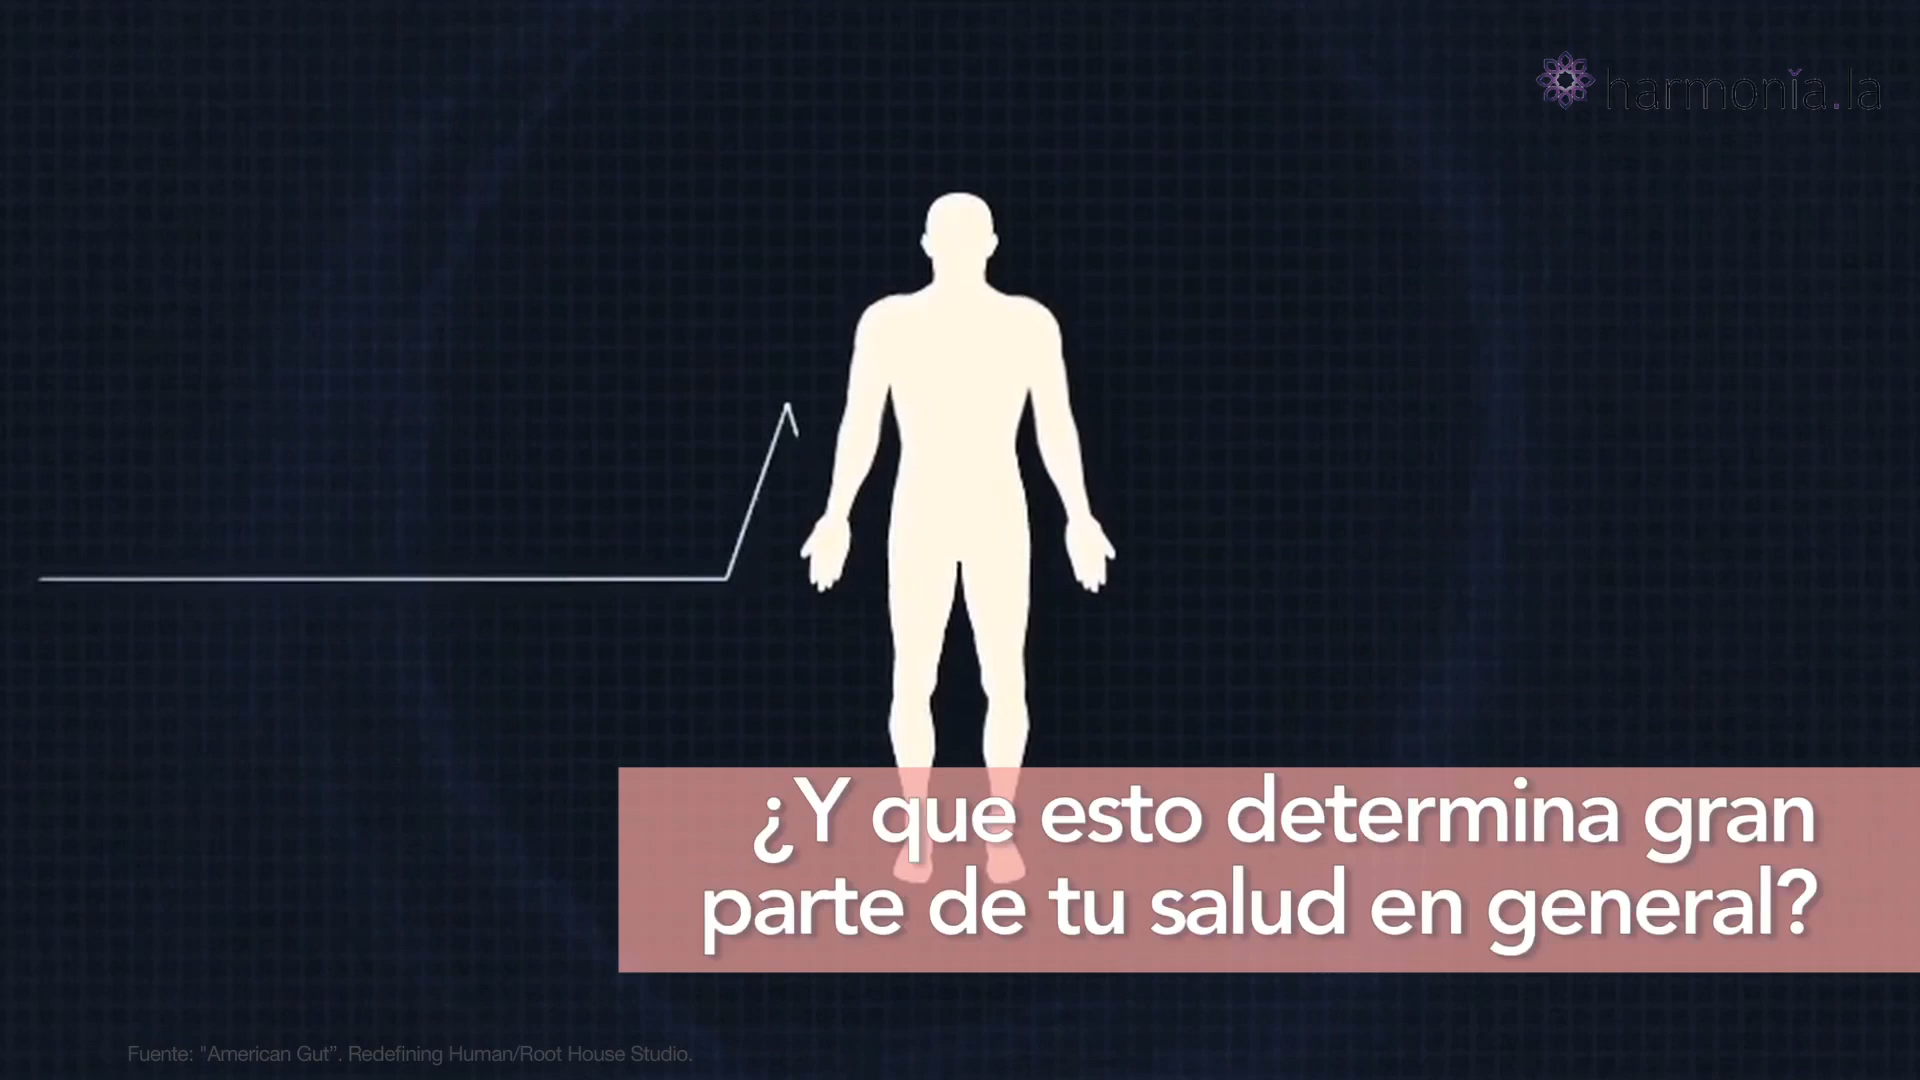 harmonía.la
¿Y que esto determina gran
parte de tu salud en general?
Fuente: "American Gut”. Redefining Human/Root House Studio.